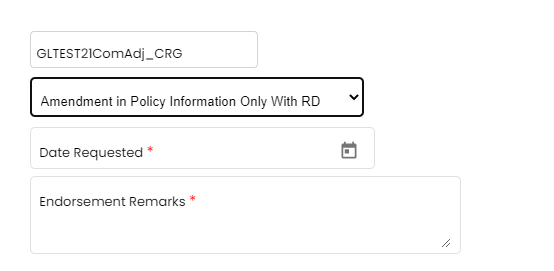 GLTEST21ComAdj_CRG
Amendment in Policy Information Only With RD
Date Requested *
Endorsement Remarks *